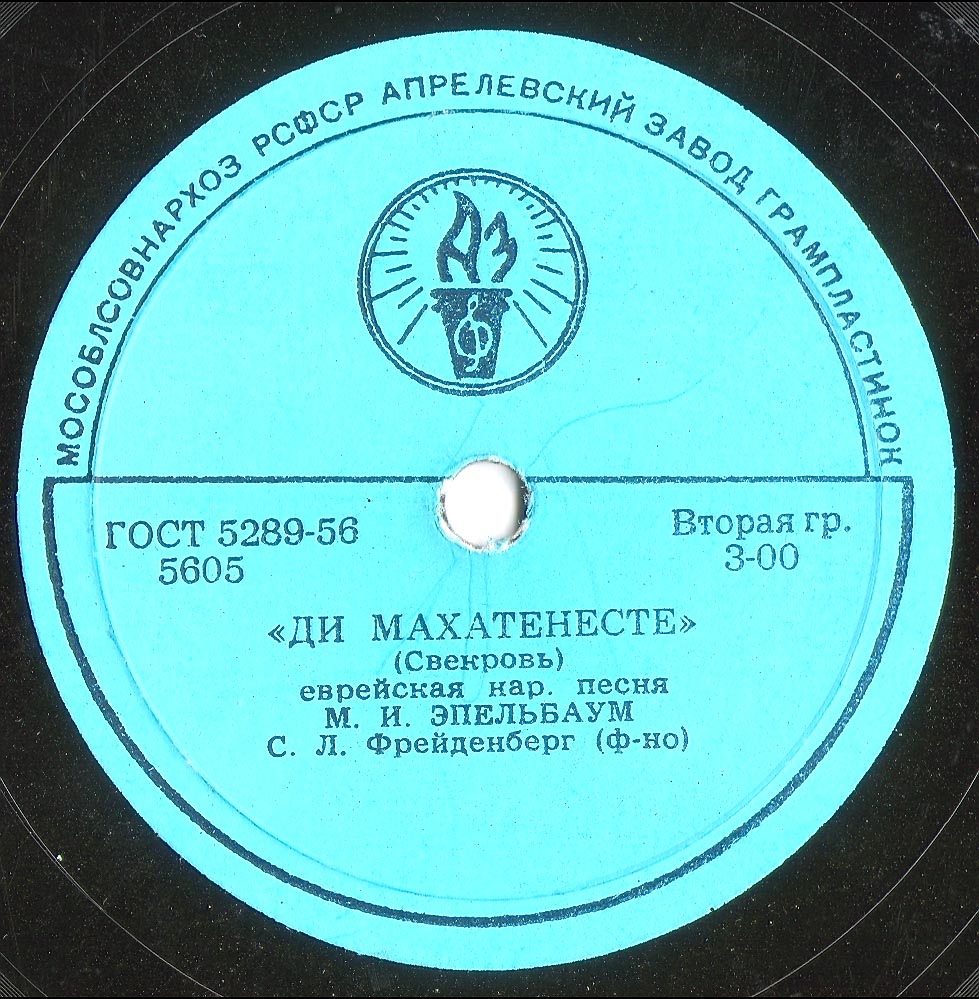 МОСОБЛСОВНАРХОЗ РСФСР АПРЕЛЕВСКИЙ ЗАВОД ГРАМПЛАСТИНОК
АЗ
ГОСТ 5289-56
5605
Вторая гр.
3-00
«ДИ МАХАТЕНЕСТЕ»
(Свекровь)
еврейская нар. песня
М. И. ЭПЕЛЬБАУМ
С. Л. Фрейденберг (ф-но)